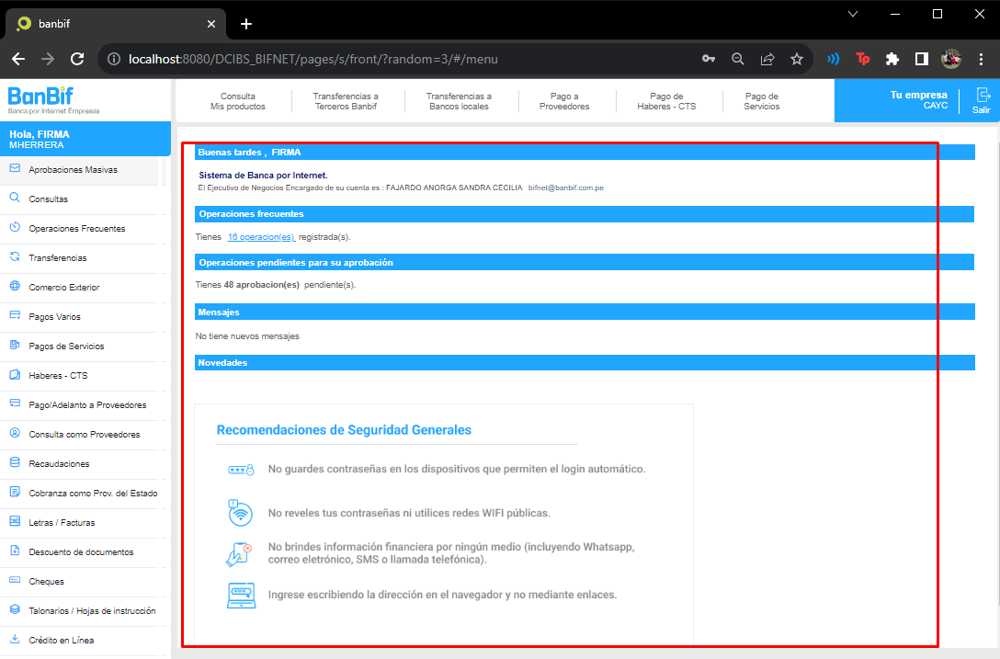 banbif
localhost:8080/DCIBS_BIFNET/pages/s/front/?random=3/#/menu
Tp
BanBif
Banca por Internet Empresas
Consulta
Mis productos
Transferencias a
Terceros Banbif
Transferencias a
Bancos locales
Pago a
Proveedores
Pago de
Haberes - CTS
Pago de
Servicios
Tu empresa
CAYC
Salir
Hola, FIRMA
MHERRERA
Aprobaciones Masivas
Consultas
Operaciones Frecuentes
Transferencias
Comercio Exterior
Pagos Varios
Pagos de Servicios
Haberes - CTS
Pago/Adelanto a Proveedores
Consulta como Proveedores
Recaudaciones
Cobranza como Prov. del Estado
Letras / Facturas
Descuento de documentos
Cheques
Talonarios / Hojas de instrucción
Crédito en Línea
Buenas tardes , FIRMA
Sistema de Banca por Internet.
El Ejecutivo de Negocios Encargado de su cuenta es : FAJARDO ANORGA SANDRA CECILIA bifnet@banbif.com.pe
Operaciones frecuentes
Tienes 16 operacion(es) registrada(s).
Operaciones pendientes para su aprobación
Tienes 48 aprobacion(es) pendiente(s).
Mensajes
No tiene nuevos mensajes
Novedades
Recomendaciones de Seguridad Generales
No guardes contraseñas en los dispositivos que permiten el login automático.
No reveles tus contraseñas ni utilices redes WIFI públicas.
No brindes información financiera por ningún medio (incluyendo Whatsapp,
correo eletrónico, SMS o llamada telefónica).
Ingrese escribiendo la dirección en el navegador y no mediante enlaces.